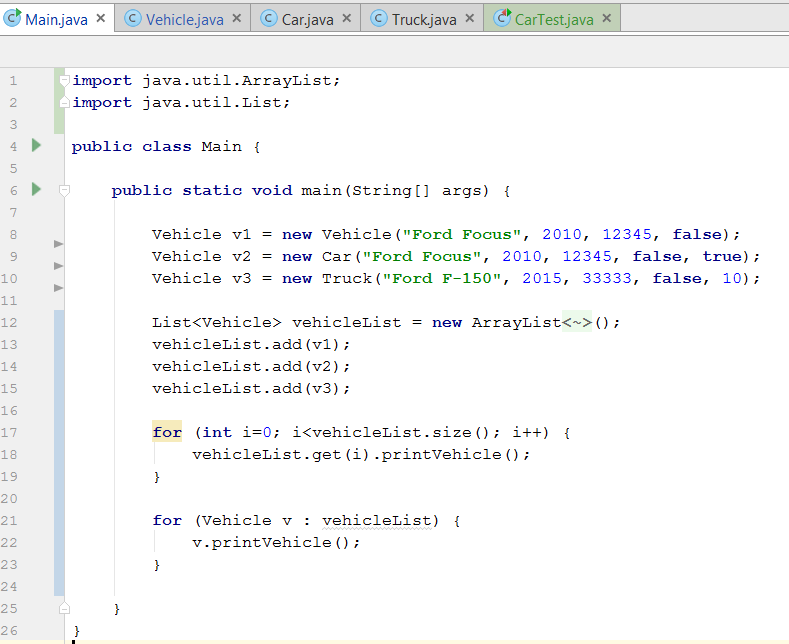 Main.java × Vehicle.java × Car.java × Truck.java × CarTest.java ×
1 import java.util.ArrayList;
2 import java.util.List;
3
4 public class Main {
5
6 public static void main(String[] args) {
7
8 Vehicle v1 = new Vehicle("Ford Focus", 2010, 12345, false);
9 Vehicle v2 = new Car("Ford Focus", 2010, 12345, false, true);
10 Vehicle v3 = new Truck("Ford F-150", 2015, 33333, false, 10);
11
12 List<Vehicle> vehicleList = new ArrayList<~>();
13 vehicleList.add(v1);
14 vehicleList.add(v2);
15 vehicleList.add(v3);
16
17 for (int i=0; i<vehicleList.size(); i++) {
18 vehicleList.get(i).printVehicle();
19 }
20
21 for (Vehicle v : vehicleList) {
22 v.printVehicle();
23 }
24
25 }
26 }